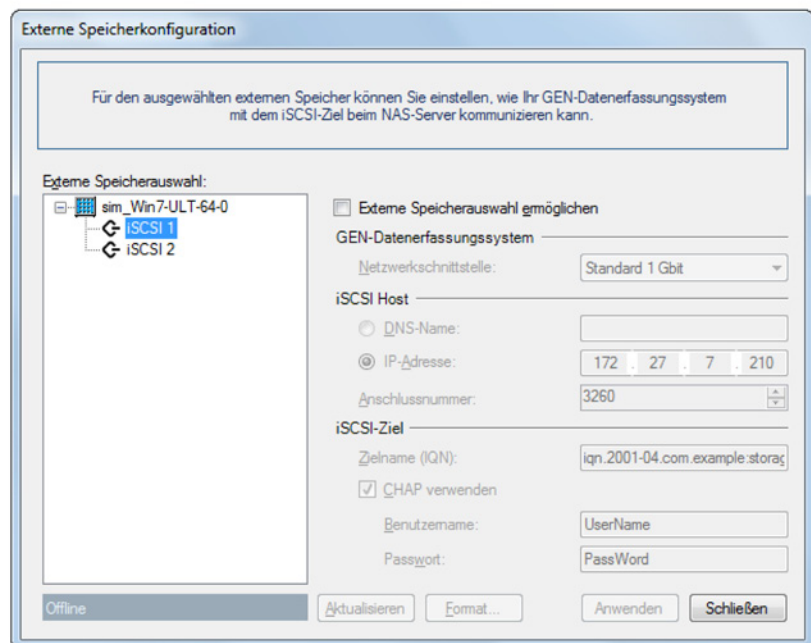 Externe Speicherkonfiguration
Für den ausgewählten externen Speicher können Sie einstellen, wie Ihr GEN-Datenerfassungssystem
mit dem iSCSI-Ziel beim NAS-Server kommunizieren kann.
Externe Speicherauswahl:
sim_Win7-ULT-64-0
iSCSI 1
iSCSI 2
Externe Speicherauswahl ermöglichen
GEN-Datenerfassungssystem
Netzwerkschnittstelle: Standard 1 Gbit
iSCSI Host
DNS-Name:
IP-Adresse: 172 . 27 . 7 . 210
Anschlussnummer: 3260
iSCSI-Ziel
Zielname (IQN): iqn.2001-04.com.example:storag
CHAP verwenden
Benutzername: UserName
Passwort: PassWord
Offline Aktualisieren Format... Anwenden Schließen